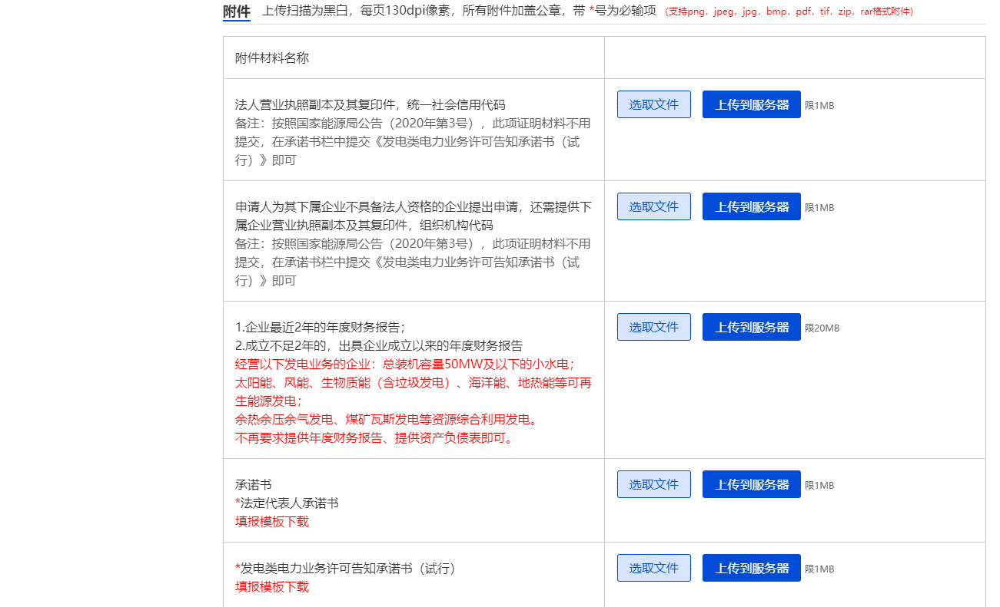 附件 上传扫描为黑白，每页130dpi像素，所有附件加盖公章，带 *号为必输项 （支持png，jpeg，jpg，bmp，pdf，tif，zip，rar格式附件）
附件材料名称
法人营业执照副本及其复印件，统一社会信用代码
备注：按照国家能源局公告（2020年第3号），此项证明材料不用
提交，在承诺书栏中提交《发电类电力业务许可告知承诺书（试
行）》即可
选取文件 上传到服务器 限1MB
申请人为其下属企业不具备法人资格的企业提出申请，还需提供下
属企业营业执照副本及其复印件，组织机构代码
备注：按照国家能源局公告（2020年第3号），此项证明材料不用
提交，在承诺书栏中提交《发电类电力业务许可告知承诺书（试
行）》即可
选取文件 上传到服务器 限1MB
1.企业最近2年的年度财务报告；
2.成立不足2年的，出具企业成立以来的年度财务报告
经营以下发电业务的企业：总装机容量50MW及以下的小水电；
太阳能、风能、生物质能（含垃圾发电）、海洋能、地热能等可再
生能源发电；
余热余压余气发电、煤矿瓦斯发电等资源综合利用发电。
不再要求提供年度财务报告、提供资产负债表即可。
选取文件 上传到服务器 限20MB
承诺书
*法定代表人承诺书
填报模板下载
选取文件 上传到服务器 限1MB
*发电类电力业务许可告知承诺书（试行）
填报模板下载
选取文件 上传到服务器 限1MB